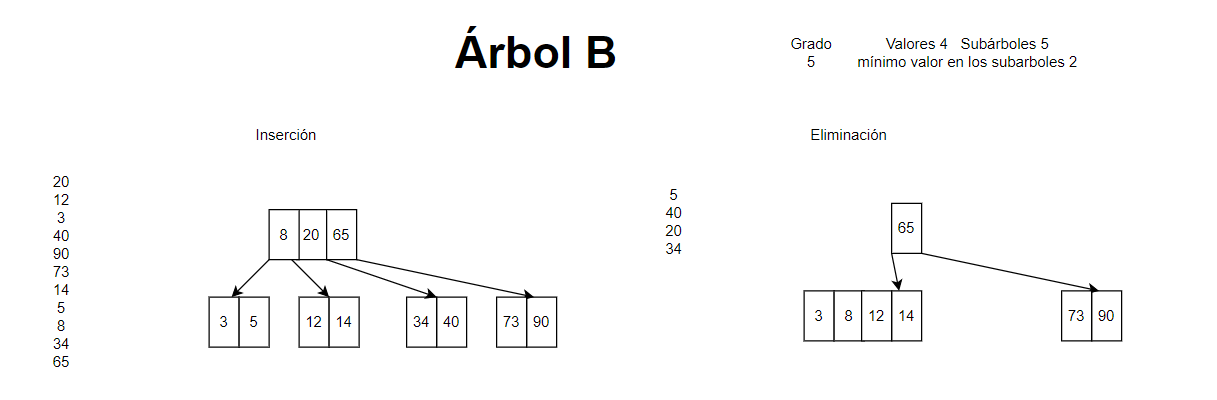 Árbol B
Grado Valores 4 Subárboles 5
5 mínimo valor en los subarboles 2
Inserción
20
12
3
40
90
73
14
5
8
34
65
8 20 65
3 5 12 14 34 40 73 90
Eliminación
5
40
20
34
65
3 8 12 14 73 90